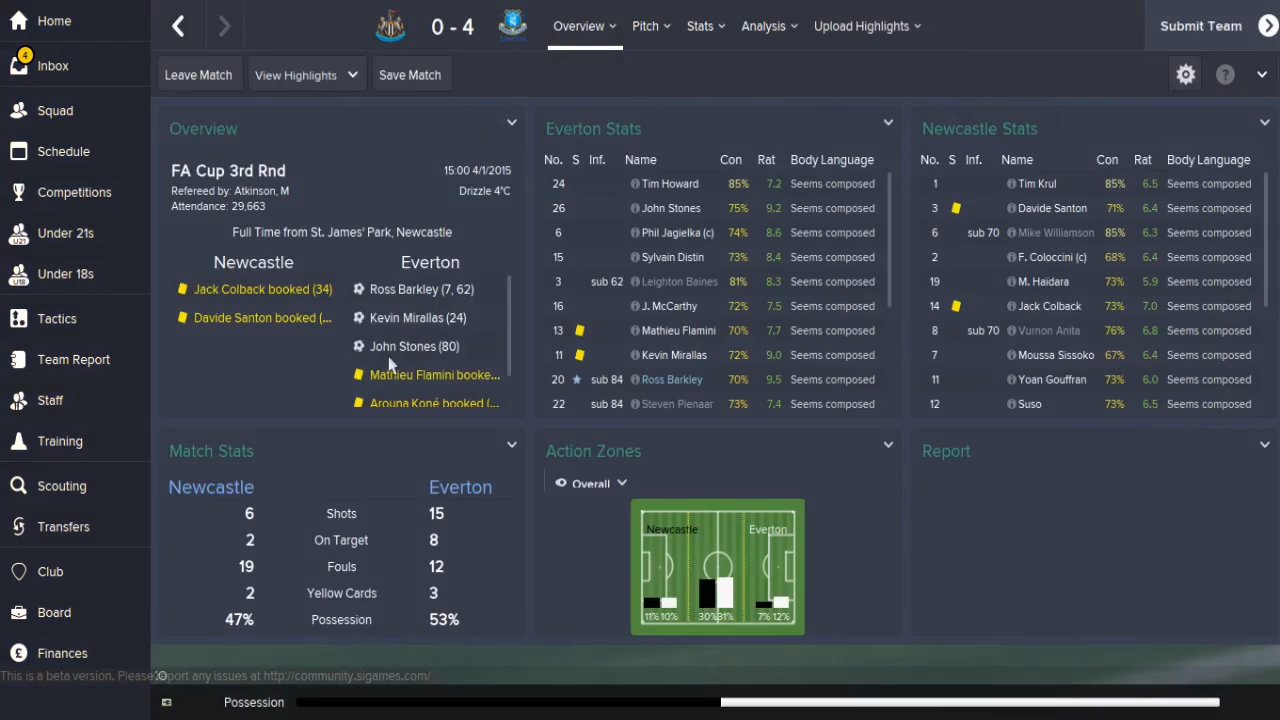 Home
Inbox
4
Squad
Schedule
Competitions
Under 21s
U21
Under 18s
U18
Tactics
Team Report
Staff
Training
Scouting
Transfers
Club
Board
Finances
0 - 4
Overview
Pitch
Stats
Analysis
Upload Highlights
Submit Team
Leave Match
View Highlights
Save Match
?
Overview
FA Cup 3rd Rnd
15:00 4/1/2015
Refereed by: Atkinson, M
Drizzle 4°C
Attendance: 29,663
Full Time from St. James' Park, Newcastle
Newcastle Everton
Jack Colback booked (34) Ross Barkley (7, 62)
Davide Santon booked (... Kevin Mirallas (24)
John Stones (80)
Mathieu Flamini booke...
Arouna Koné booked (...
Everton Stats
No. S Inf. Name Con Rat Body Language
24 Tim Howard 85% 7.2 Seems composed
26 John Stones 75% 9.2 Seems composed
6 Phil Jagielka (c) 74% 8.6 Seems composed
15 Sylvain Distin 73% 8.4 Seems composed
3 sub 62 Leighton Baines 81% 8.3 Seems composed
16 J. McCarthy 72% 7.5 Seems composed
13 Mathieu Flamini 70% 7.7 Seems composed
11 Kevin Mirallas 72% 9.0 Seems composed
20 sub 84 Ross Barkley 70% 9.5 Seems composed
22 sub 84 Steven Pienaar 73% 7.4 Seems composed
Newcastle Stats
No. S Inf. Name Con Rat Body Language
1 Tim Krul 85% 6.5 Seems composed
3 Davide Santon 71% 6.4 Seems composed
6 sub 70 Mike Williamson 85% 6.3 Seems composed
2 F. Coloccini (c) 68% 6.4 Seems composed
19 M. Haidara 73% 5.9 Seems composed
14 Jack Colback 73% 7.0 Seems composed
8 sub 70 Vurnon Anita 76% 6.8 Seems composed
7 Moussa Sissoko 67% 6.4 Seems composed
11 Yoan Gouffran 73% 6.0 Seems composed
12 Suso 73% 6.5 Seems composed
Match Stats
Newcastle Everton
6 Shots 15
2 On Target 8
19 Fouls 12
2 Yellow Cards 3
47% Possession 53%
Action Zones
Overall
Newcastle Everton
11% 10% 30% 31% 7% 12%
Report
This is a beta version. Please report any issues at http://community.sigames.com/
Possession